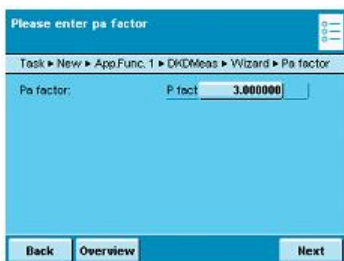 Please enter pa factor
Task ▸ New ▸ App.Func. 1 ▸ DKDMeas ▸ Wizard ▸ Pa factor
Pa factor: P fact 3.000000
Back Overview Next